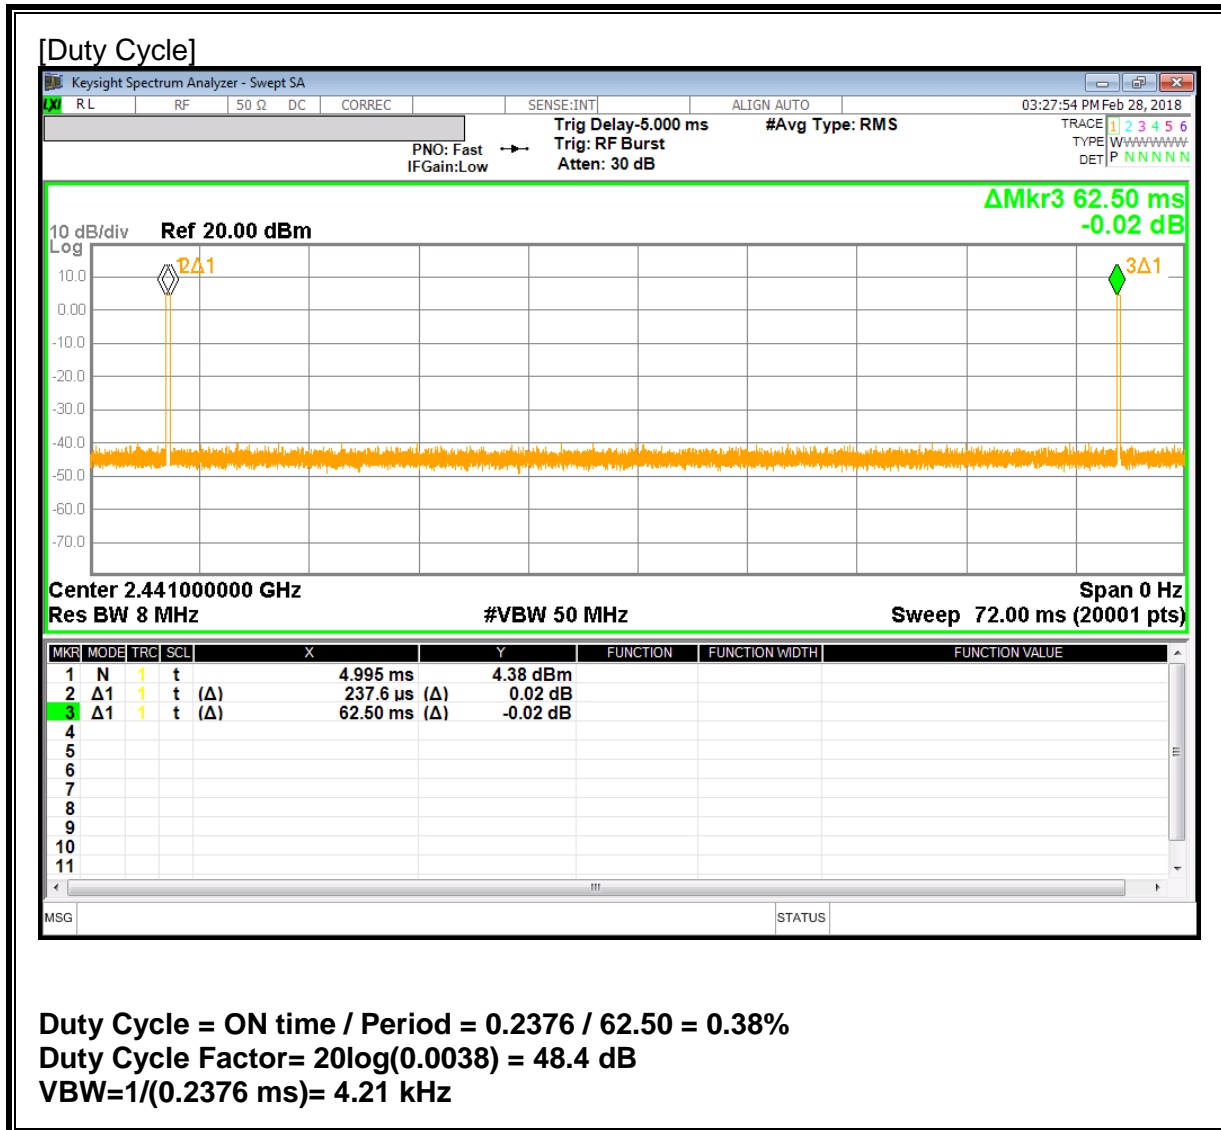 [Duty Cycle]
Keysight Spectrum Analyzer - Swept SA
LXI RL RF 50 Ω DC CORREC SENSE:INT ALIGN AUTO 03:27:54 PM Feb 28, 2018
Trig Delay-5.000 ms #Avg Type: RMS TRACE 1 2 3 4 5 6
PNO: Fast Trig: RF Burst TYPE WWWWWWW
IFGain:Low Atten: 30 dB DET P N N N N N
ΔMkr3 62.50 ms
10 dB/div Ref 20.00 dBm -0.02 dB
Log
2Δ1 3Δ1
10.0
0.00
-10.0
-20.0
-30.0
-40.0
-50.0
-60.0
-70.0
Center 2.441000000 GHz Span 0 Hz
Res BW 8 MHz #VBW 50 MHz Sweep 72.00 ms (20001 pts)
MKR MODE TRC SCL X Y FUNCTION FUNCTION WIDTH FUNCTION VALUE
1 N 1 t 4.995 ms 4.38 dBm
2 Δ1 1 t (Δ) 237.6 µs (Δ) 0.02 dB
3 Δ1 1 t (Δ) 62.50 ms (Δ) -0.02 dB
4
5
6
7
8
9
10
11
MSG STATUS
Duty Cycle = ON time / Period = 0.2376 / 62.50 = 0.38%
Duty Cycle Factor= 20log(0.0038) = 48.4 dB
VBW=1/(0.2376 ms)= 4.21 kHz